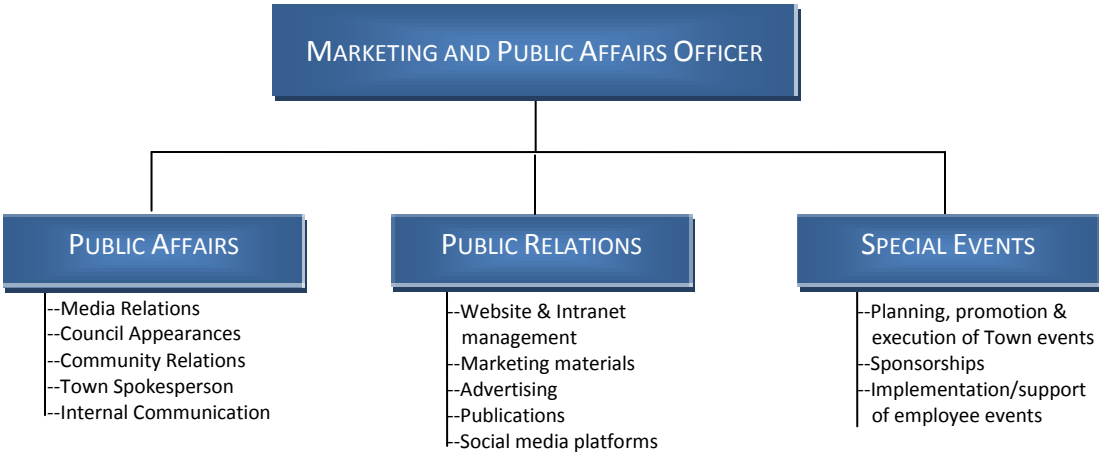 MARKETING AND PUBLIC AFFAIRS OFFICER
PUBLIC AFFAIRS
--Media Relations
--Council Appearances
--Community Relations
--Town Spokesperson
--Internal Communication
PUBLIC RELATIONS
--Website & Intranet
management
--Marketing materials
--Advertising
--Publications
--Social media platforms
SPECIAL EVENTS
--Planning, promotion &
execution of Town events
--Sponsorships
--Implementation/support
of employee events